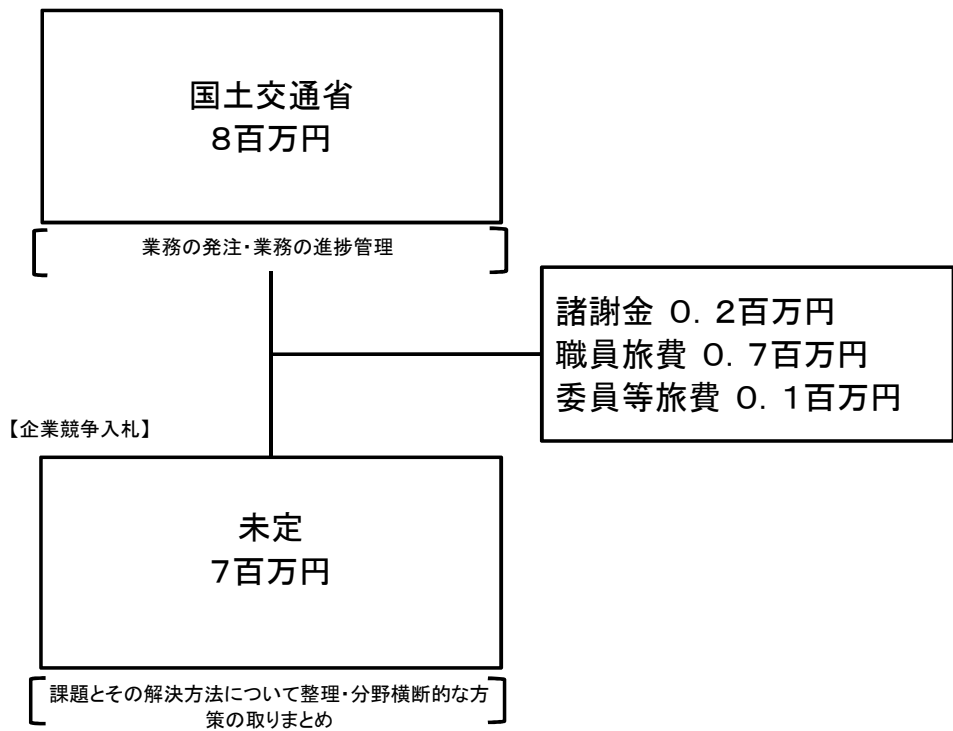 国土交通省
８百万円
業務の発注・業務の進捗管理
諸謝金 ０．２百万円
職員旅費 ０．７百万円
委員等旅費 ０．１百万円
【企業競争入札】
未定
７百万円
課題とその解決方法について整理・分野横断的な方
策の取りまとめ